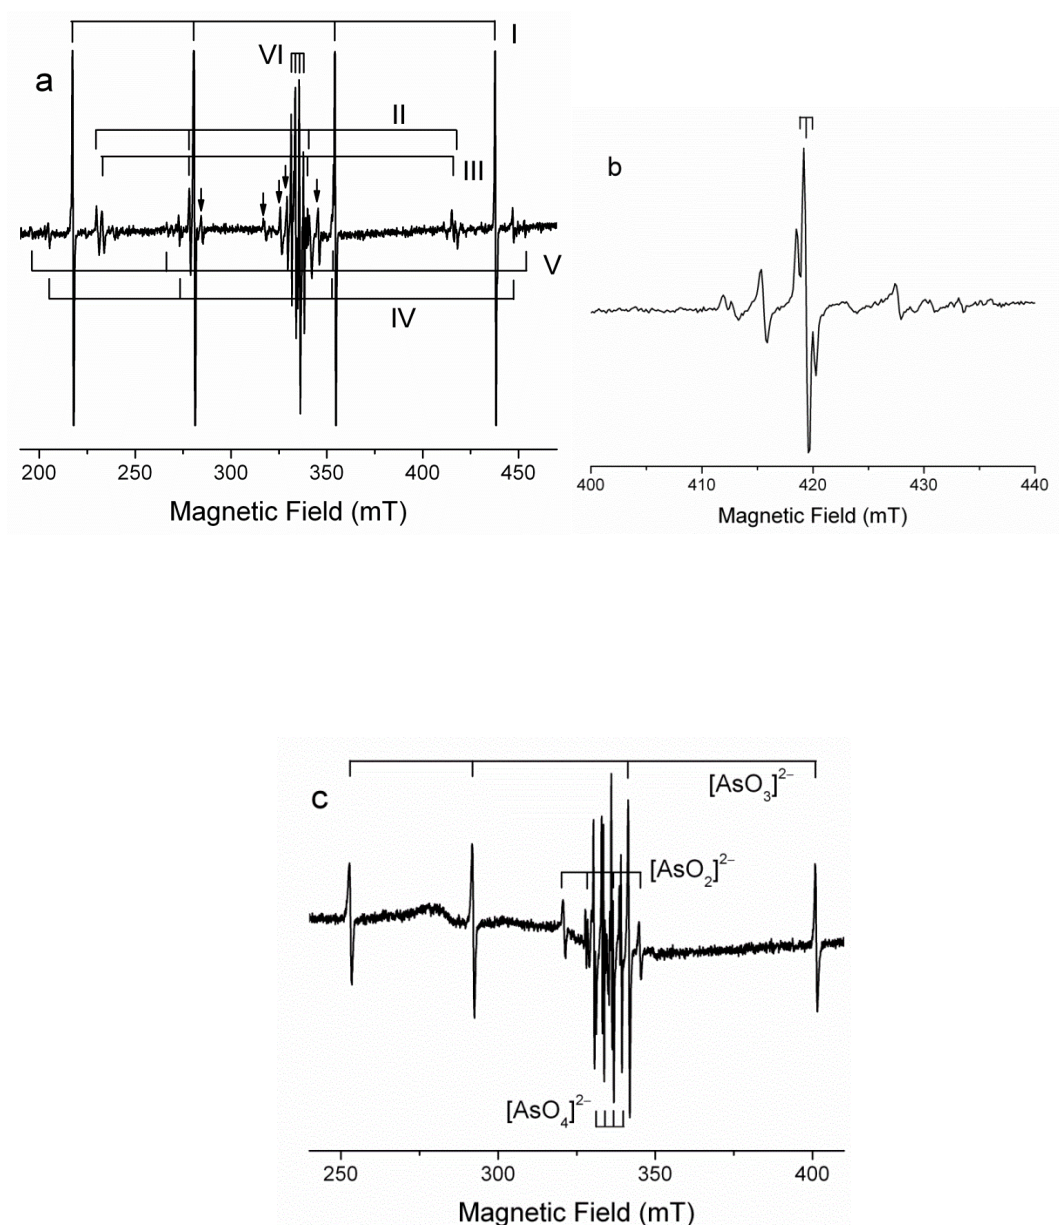 a
I
VI
II
III
V
IV
200 250 300 350 400 450
Magnetic Field (mT)
b
400 410 420 430 440
Magnetic Field (mT)
c
[AsO₃]²⁻
[AsO₂]²⁻
[AsO₄]²⁻
250 300 350 400
Magnetic Field (mT)